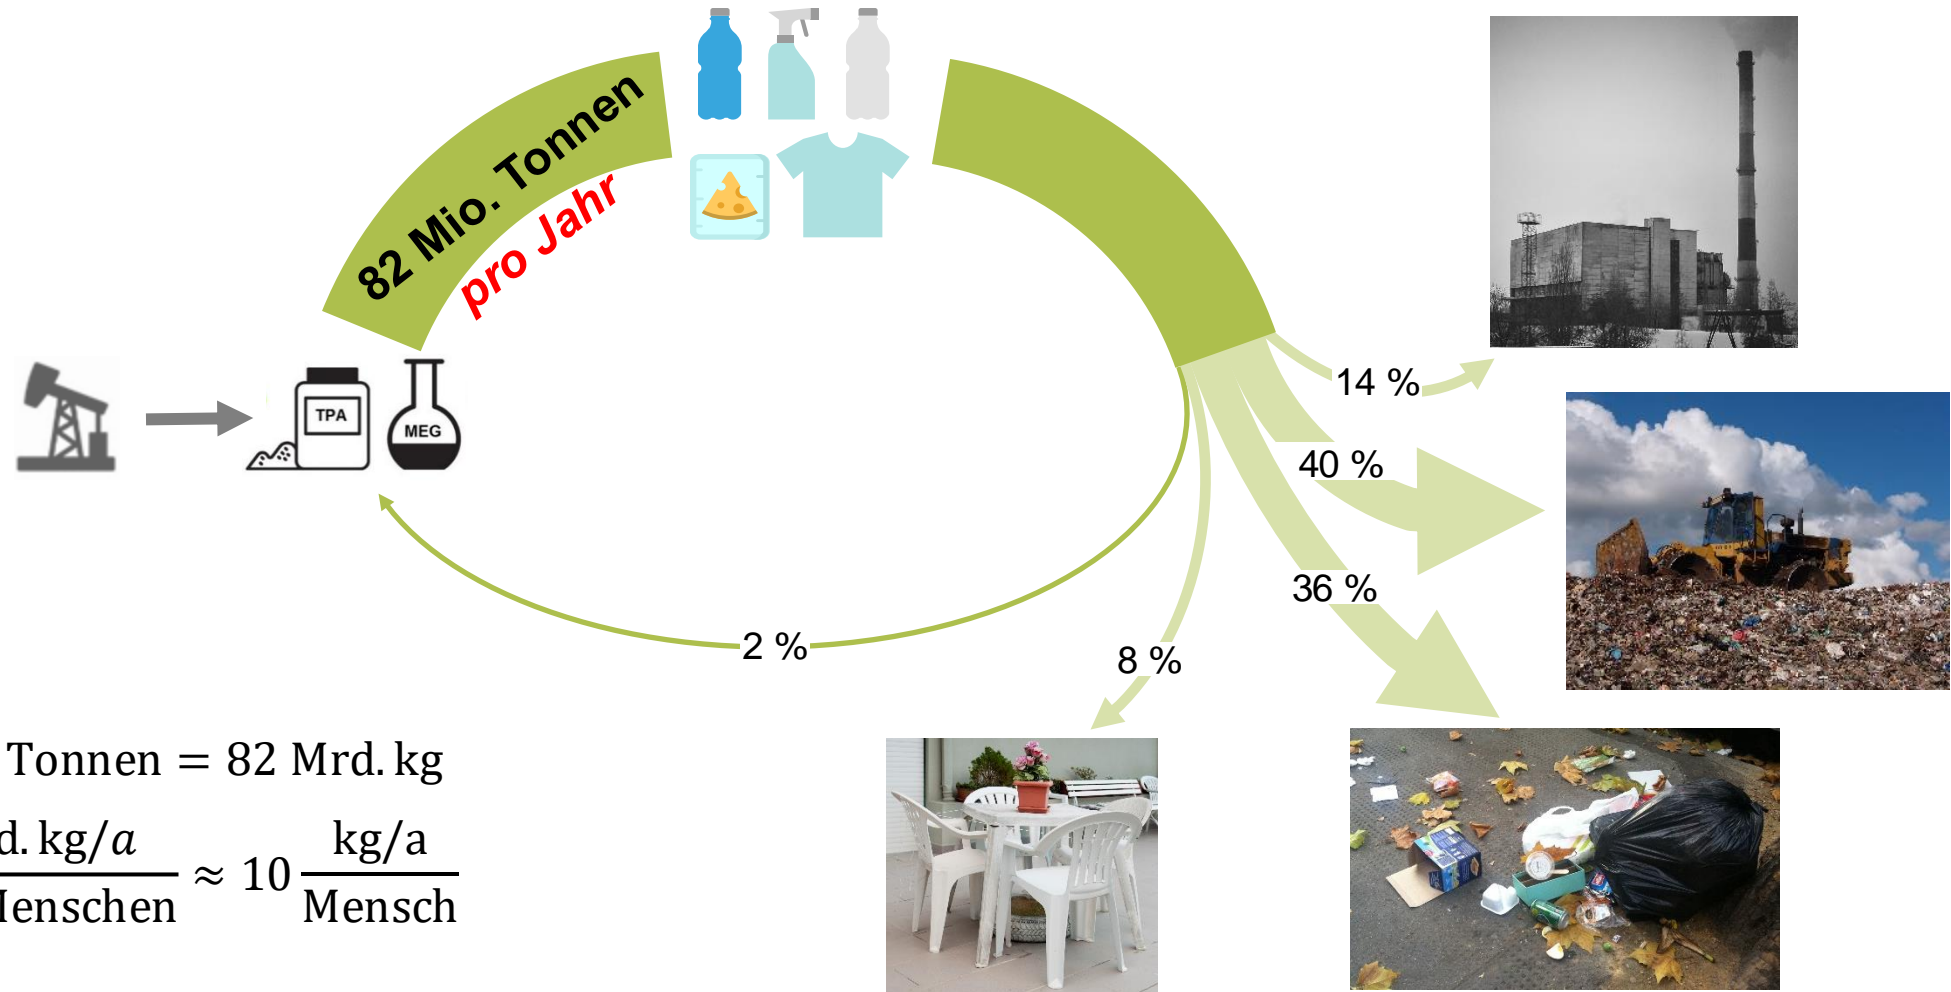 82 Mio. Tonnen
pro Jahr
TPA
MEG
14 %
40 %
36 %
8 %
2 %
Tonnen = 82 Mrd. kg
d. kg/a
enschen
≈ 10
kg/a
Mensch